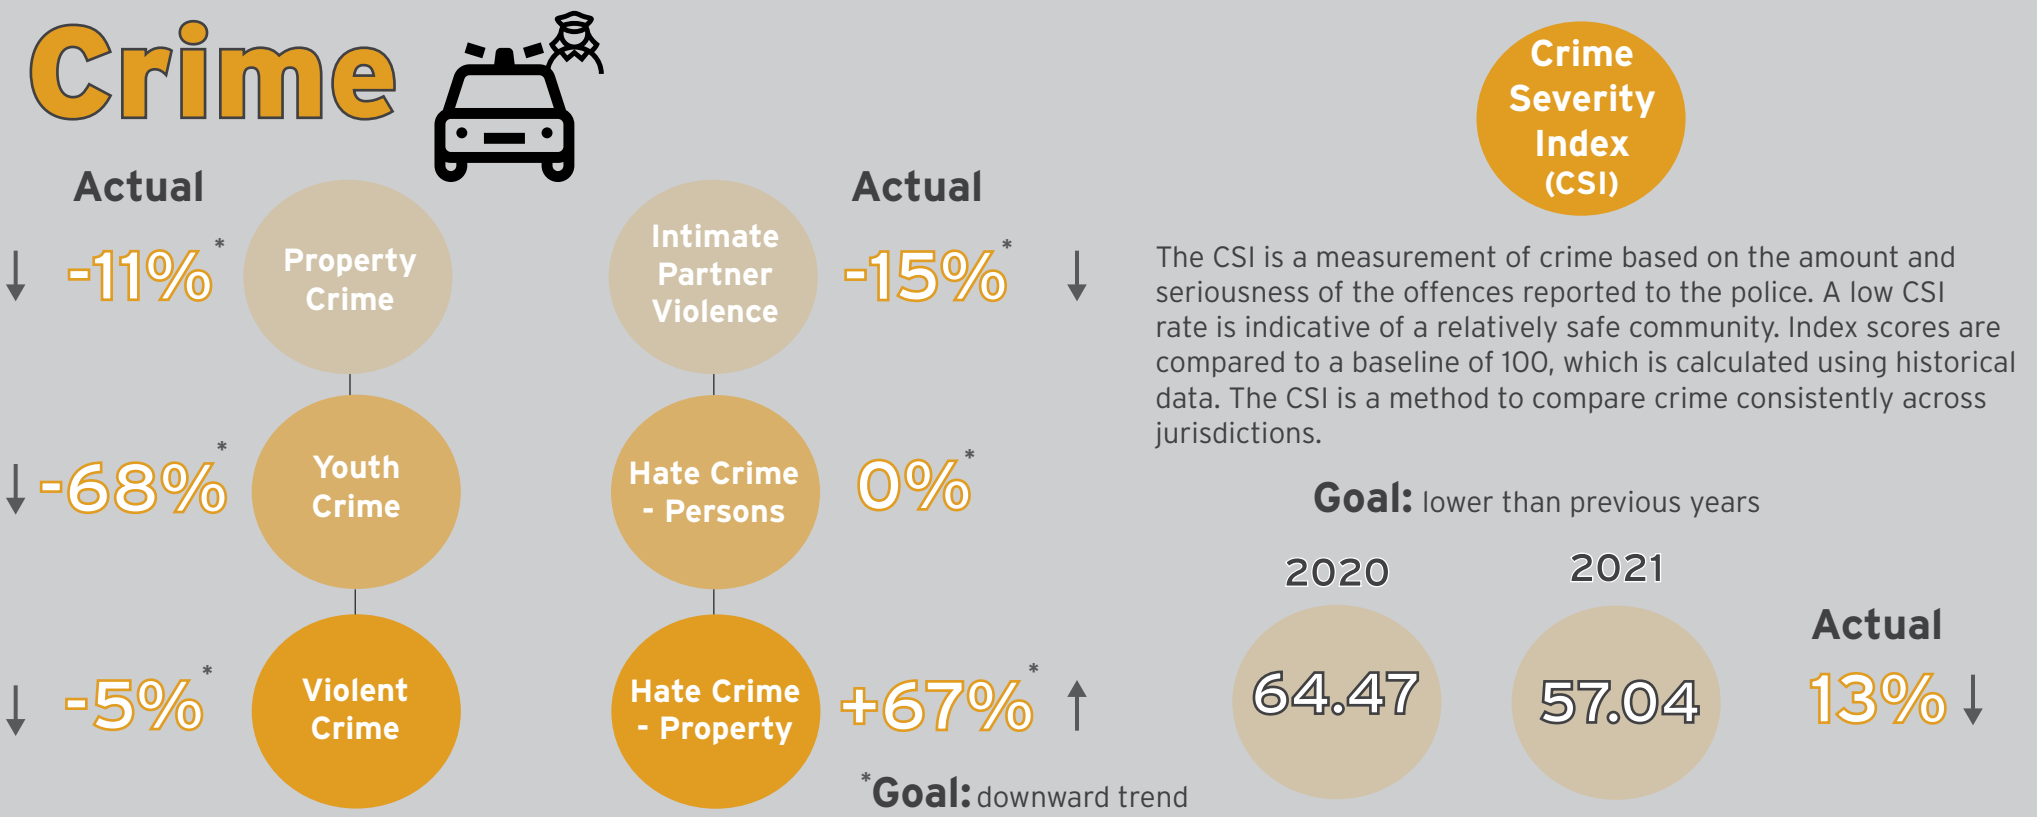 Crime
Actual
-11%*
Property
Crime
-68%*
Youth
Crime
-5%*
Violent
Crime
Actual
Intimate
Partner
Violence
-15%*
Hate Crime
- Persons
0%*
Hate Crime
- Property
+67%*
*Goal: downward trend
Crime
Severity
Index
(CSI)
The CSI is a measurement of crime based on the amount and
seriousness of the offences reported to the police. A low CSI
rate is indicative of a relatively safe community. Index scores are
compared to a baseline of 100, which is calculated using historical
data. The CSI is a method to compare crime consistently across
jurisdictions.
Goal: lower than previous years
2020
64.47
2021
57.04
Actual
13%